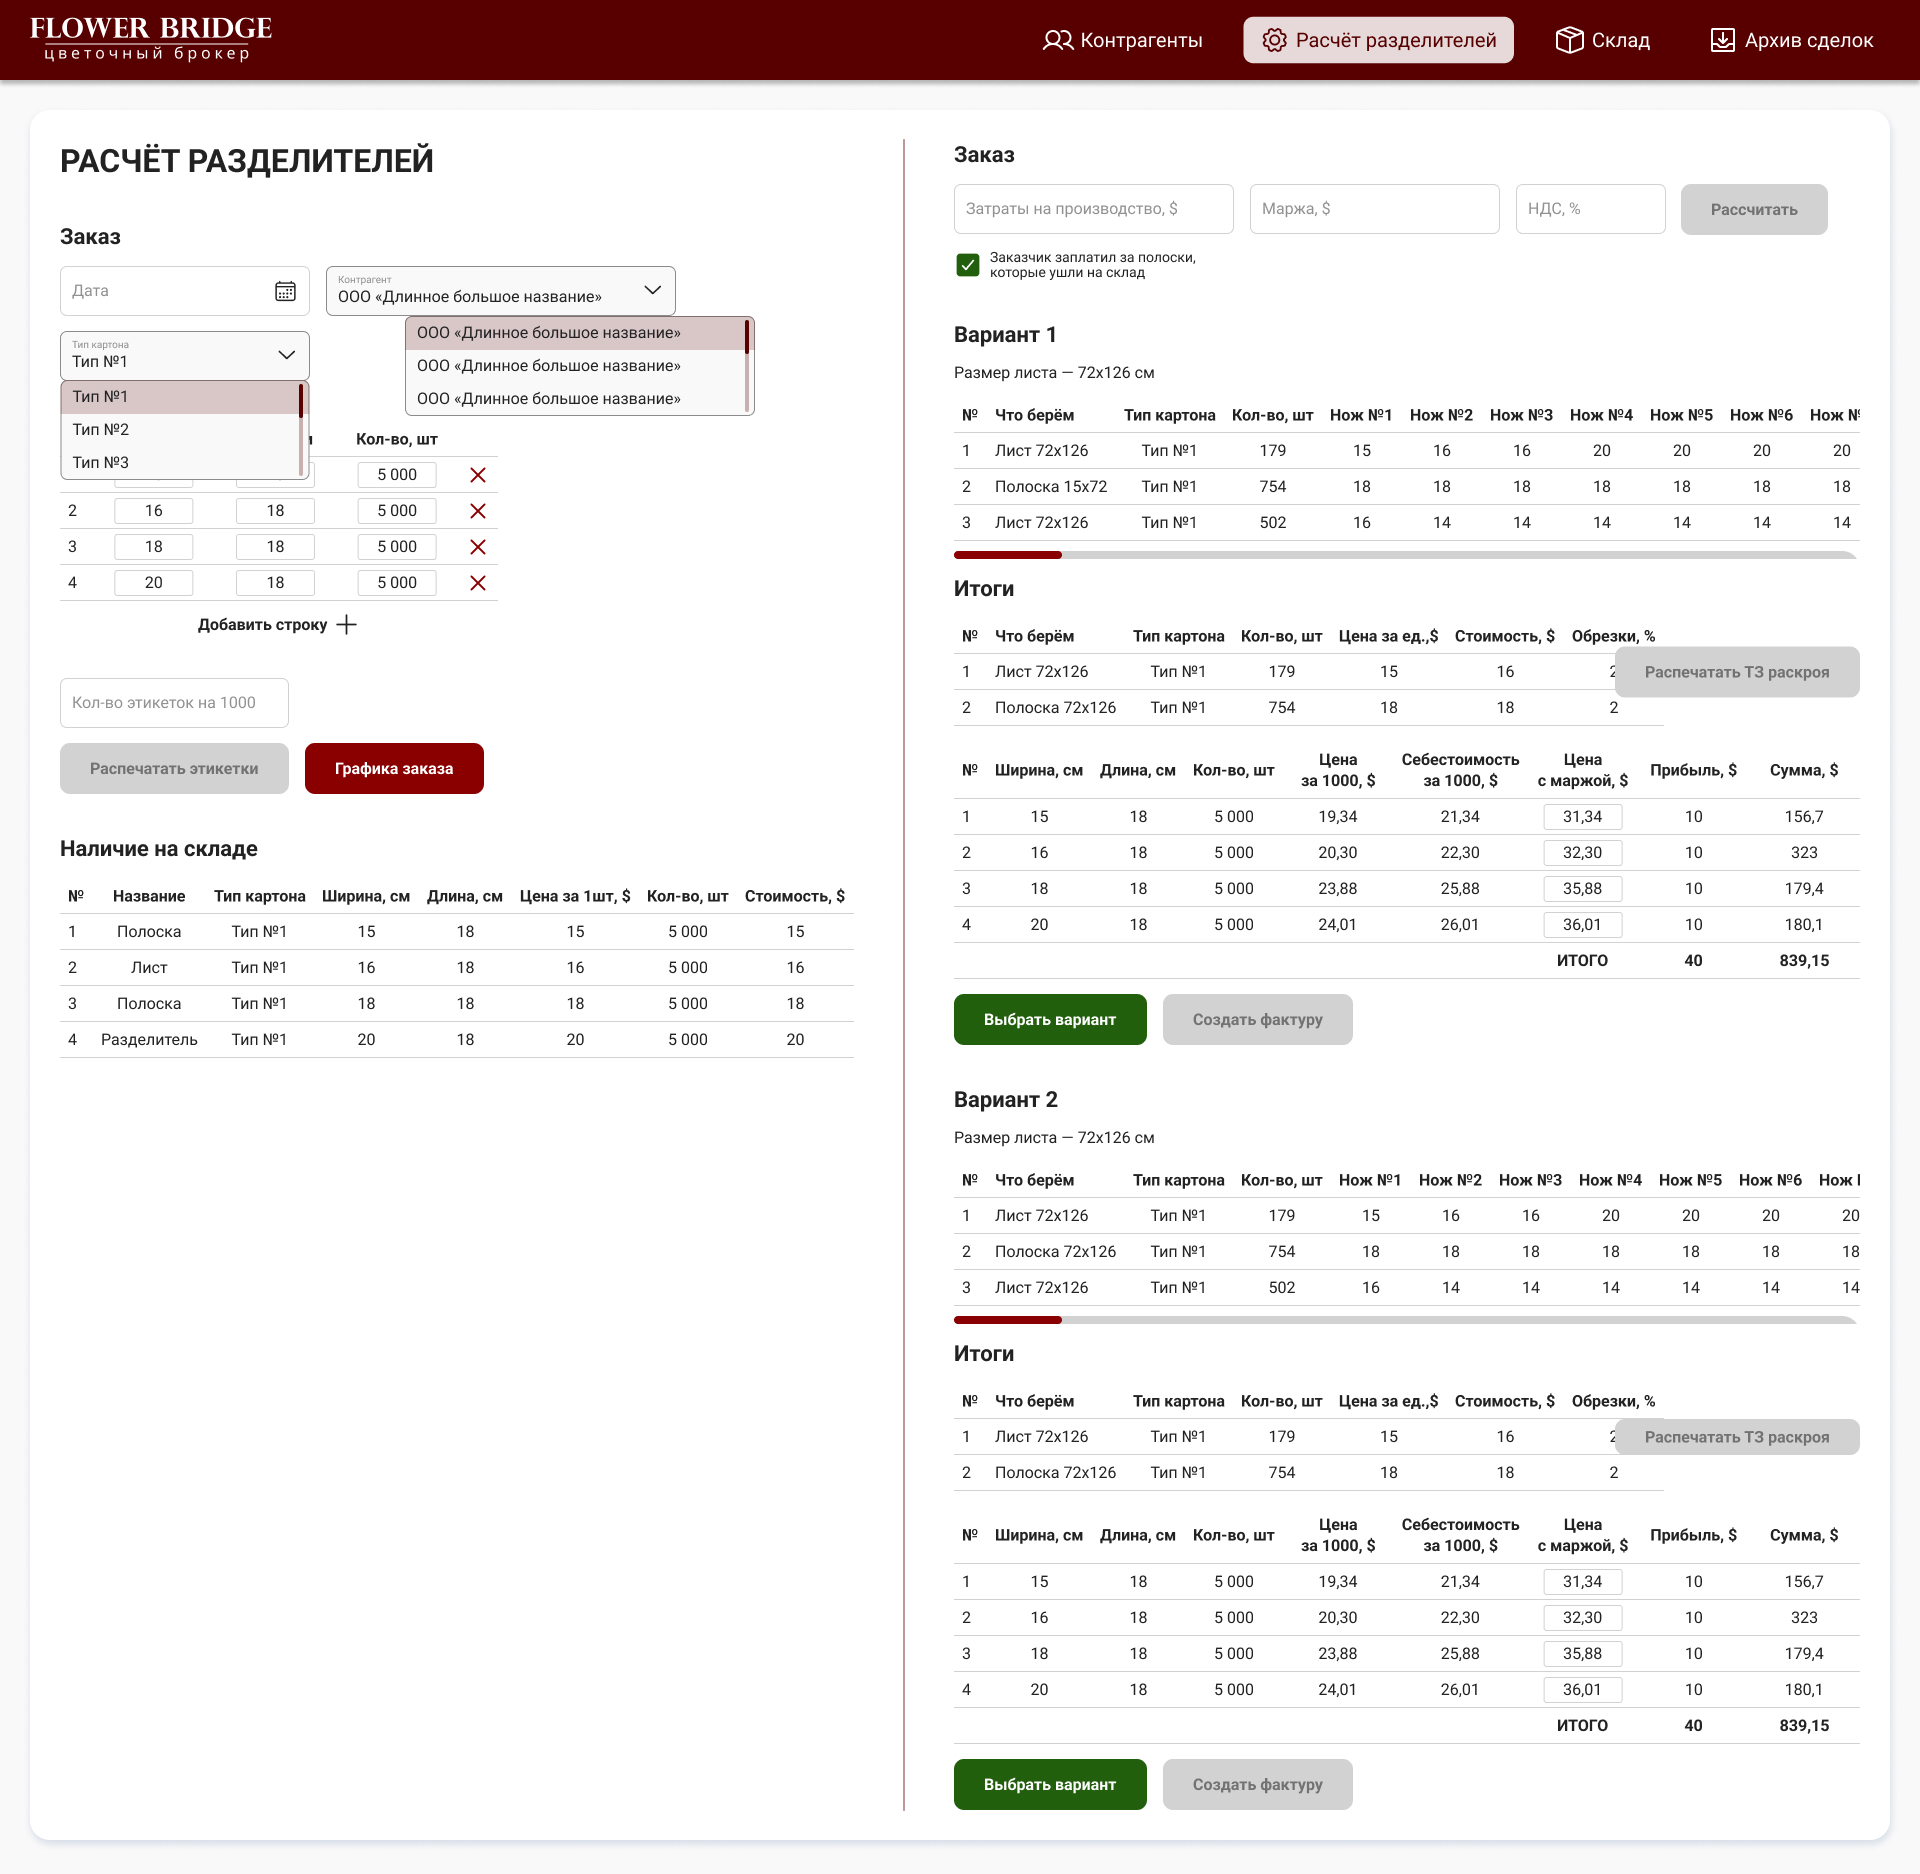 FLOWER BRIDGE
цветочный брокер
Контрагенты
Расчёт разделителей
Склад
Архив сделок
РАСЧЁТ РАЗДЕЛИТЕЛЕЙ
Заказ
Дата
Контрагент
ООО «Длинное большое название»
ООО «Длинное большое название»
ООО «Длинное большое название»
ООО «Длинное большое название»
Тип картона
Тип №1
Тип №1
Тип №2
Тип №3
Кол-во, шт
5 000
2 16 18 5 000
3 18 18 5 000
4 20 18 5 000
Добавить строку
Кол-во этикеток на 1000
Распечатать этикетки
Графика заказа
Наличие на складе
№ Название Тип картона Ширина, см Длина, см Цена за 1шт, $ Кол-во, шт Стоимость, $
1 Полоска Тип №1 15 18 15 5 000 15
2 Лист Тип №1 16 18 16 5 000 16
3 Полоска Тип №1 18 18 18 5 000 18
4 Разделитель Тип №1 20 18 20 5 000 20
Заказ
Затраты на производство, $
Маржа, $
НДС, %
Рассчитать
Заказчик заплатил за полоски,
которые ушли на склад
Вариант 1
Размер листа — 72х126 см
№ Что берём Тип картона Кол-во, шт Нож №1 Нож №2 Нож №3 Нож №4 Нож №5 Нож №6 Нож №
1 Лист 72х126 Тип №1 179 15 16 16 20 20 20 20
2 Полоска 15х72 Тип №1 754 18 18 18 18 18 18 18
3 Лист 72х126 Тип №1 502 16 14 14 14 14 14 14
Итоги
№ Что берём Тип картона Кол-во, шт Цена за ед.,$ Стоимость, $ Обрезки, %
1 Лист 72х126 Тип №1 179 15 16 2
Распечатать ТЗ раскроя
2 Полоска 72х126 Тип №1 754 18 18 2
№ Ширина, см Длина, см Кол-во, шт Цена за 1000, $ Себестоимость за 1000, $ Цена с маржой, $ Прибыль, $ Сумма, $
1 15 18 5 000 19,34 21,34 31,34 10 156,7
2 16 18 5 000 20,30 22,30 32,30 10 323
3 18 18 5 000 23,88 25,88 35,88 10 179,4
4 20 18 5 000 24,01 26,01 36,01 10 180,1
ИТОГО 40 839,15
Выбрать вариант
Создать фактуру
Вариант 2
Размер листа — 72х126 см
№ Что берём Тип картона Кол-во, шт Нож №1 Нож №2 Нож №3 Нож №4 Нож №5 Нож №6 Нож
1 Лист 72х126 Тип №1 179 15 16 16 20 20 20 20
2 Полоска 72х126 Тип №1 754 18 18 18 18 18 18 18
3 Лист 72х126 Тип №1 502 16 14 14 14 14 14 14
Итоги
№ Что берём Тип картона Кол-во, шт Цена за ед.,$ Стоимость, $ Обрезки, %
1 Лист 72х126 Тип №1 179 15 16 2
Распечатать ТЗ раскроя
2 Полоска 72х126 Тип №1 754 18 18 2
№ Ширина, см Длина, см Кол-во, шт Цена за 1000, $ Себестоимость за 1000, $ Цена с маржой, $ Прибыль, $ Сумма, $
1 15 18 5 000 19,34 21,34 31,34 10 156,7
2 16 18 5 000 20,30 22,30 32,30 10 323
3 18 18 5 000 23,88 25,88 35,88 10 179,4
4 20 18 5 000 24,01 26,01 36,01 10 180,1
ИТОГО 40 839,15
Выбрать вариант
Создать фактуру